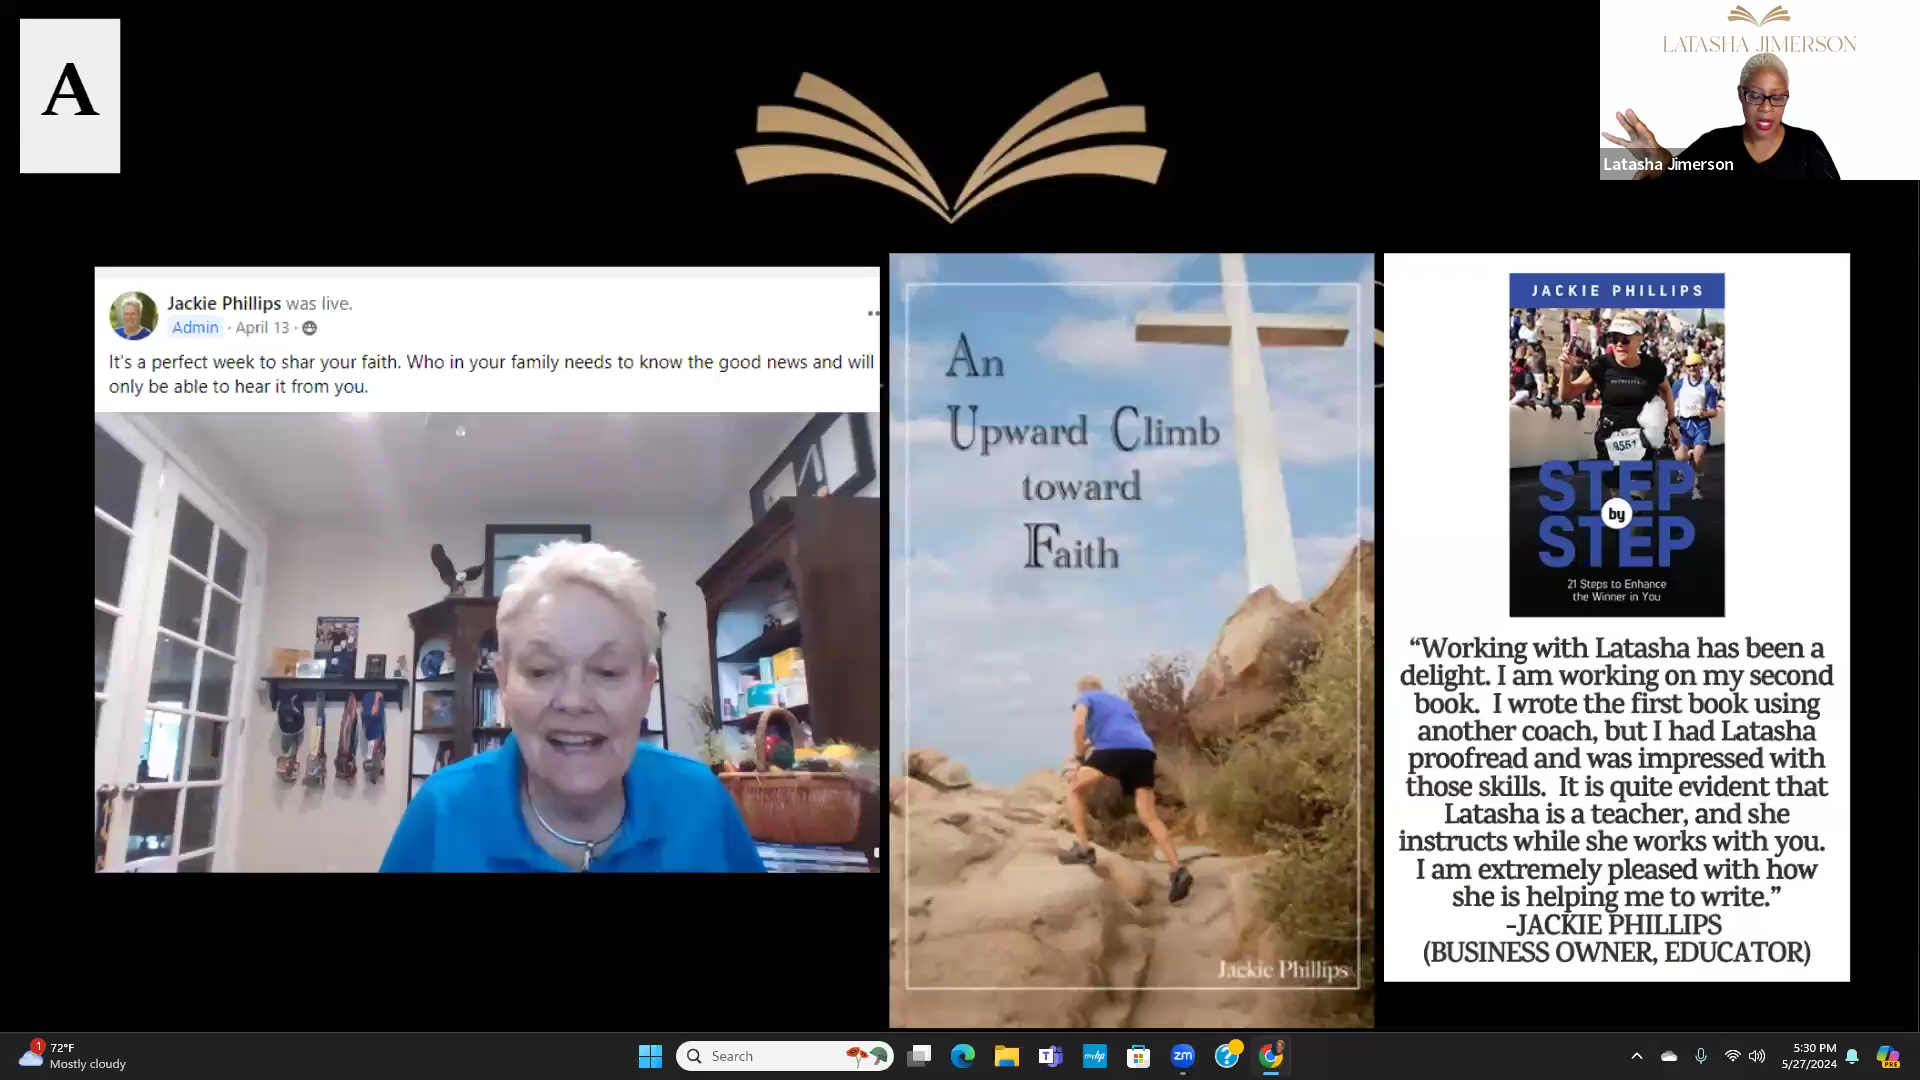 A
LATASHA JIMERSON
Latasha Jimerson
Jackie Phillips was live.
Admin · April 13 ·
It's a perfect week to shar your faith. Who in your family needs to know the good news and will
only be able to hear it from you.
An
Upward Climb
toward
Faith
Jackie Phillips
JACKIE PHILLIPS
9551
STEP
by
STEP
21 Steps to Enhance
the Winner in You
“Working with Latasha has been a
delight. I am working on my second
book. I wrote the first book using
another coach, but I had Latasha
proofread and was impressed with
those skills. It is quite evident that
Latasha is a teacher, and she
instructs while she works with you.
I am extremely pleased with how
she is helping me to write.”
-JACKIE PHILLIPS
(BUSINESS OWNER, EDUCATOR)
1
72°F
Mostly cloudy
Search
myhp
zm
5:30 PM
5/27/2024
PRE